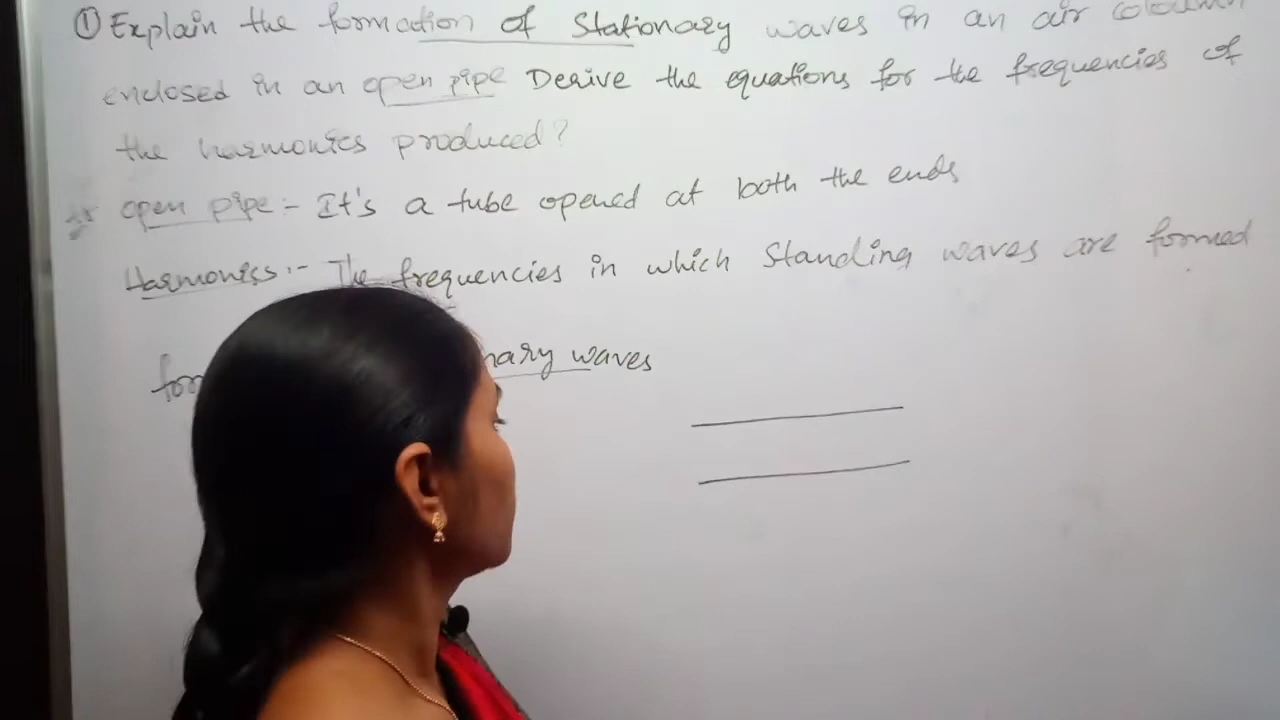 ① Explain the formation of Stationary waves in an air coloumn
enclosed in an open pipe Derive the equations for the frequencies of
the harmonics produced?
open pipe :- It's a tube opened at both the ends
Harmonics :- The frequencies in which Standing waves are formed
waves